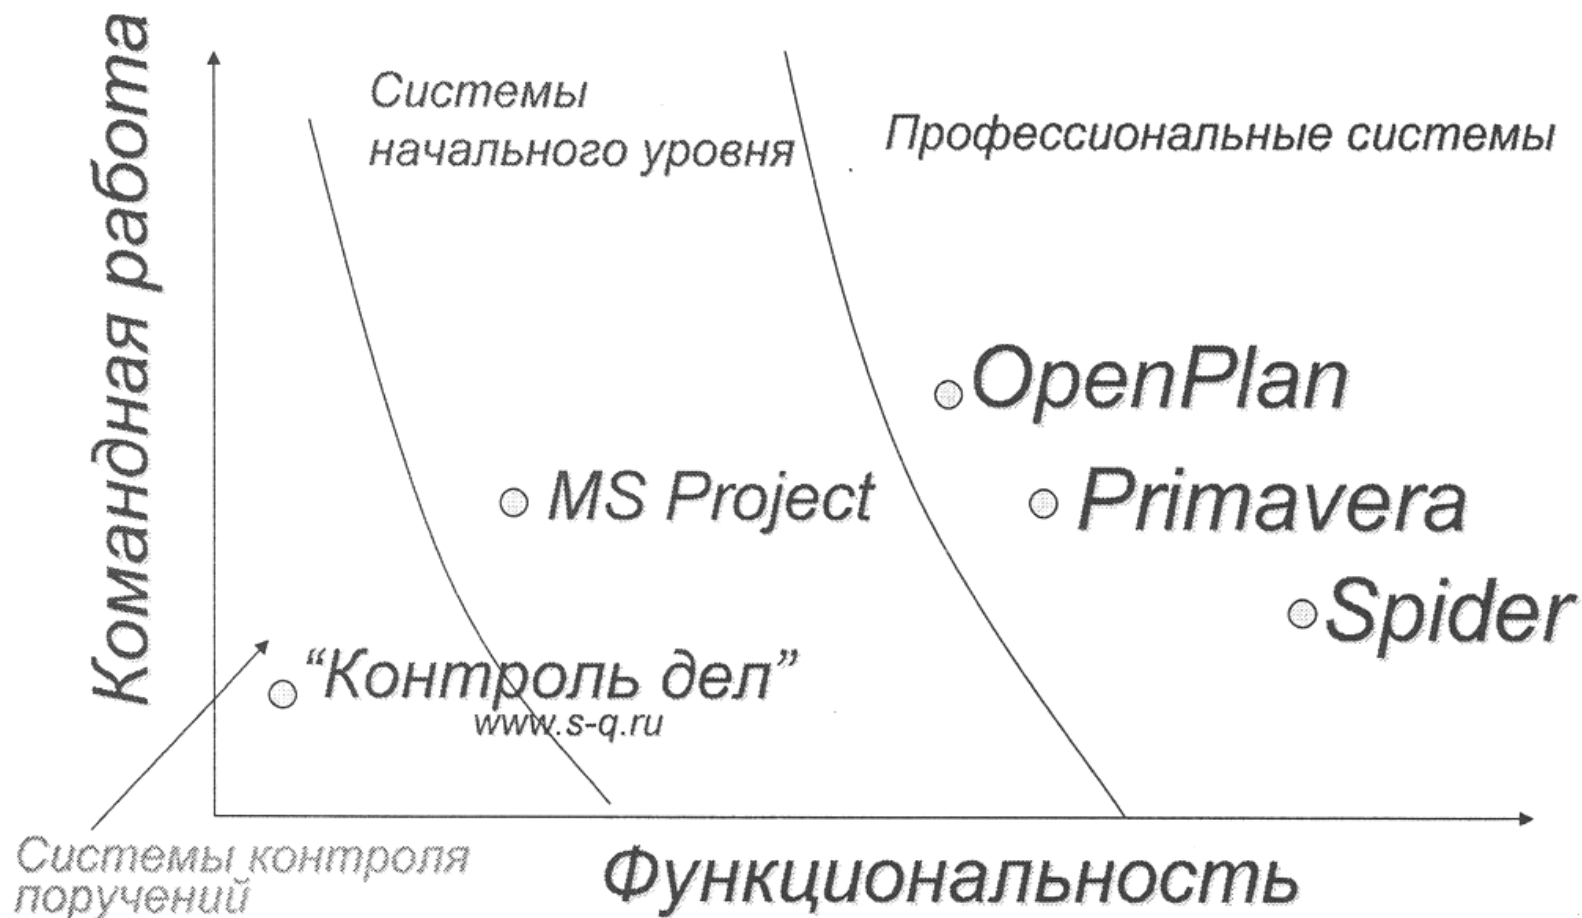 Командная работа
Системы
начального уровня
Профессиональные системы
OpenPlan
MS Project
Primavera
Spider
“Контроль дел”
www.s-q.ru
Системы контроля
поручений
Функциональность